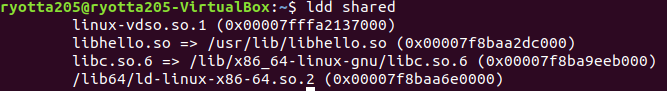 ryotta205@ryotta205-VirtualBox:~$ ldd shared
linux-vdso.so.1 (0x00007fffa2137000)
libhello.so => /usr/lib/libhello.so (0x00007f8baa2dc000)
libc.so.6 => /lib/x86_64-linux-gnu/libc.so.6 (0x00007f8ba9eeb000)
/lib64/ld-linux-x86-64.so.2 (0x00007f8baa6e0000)